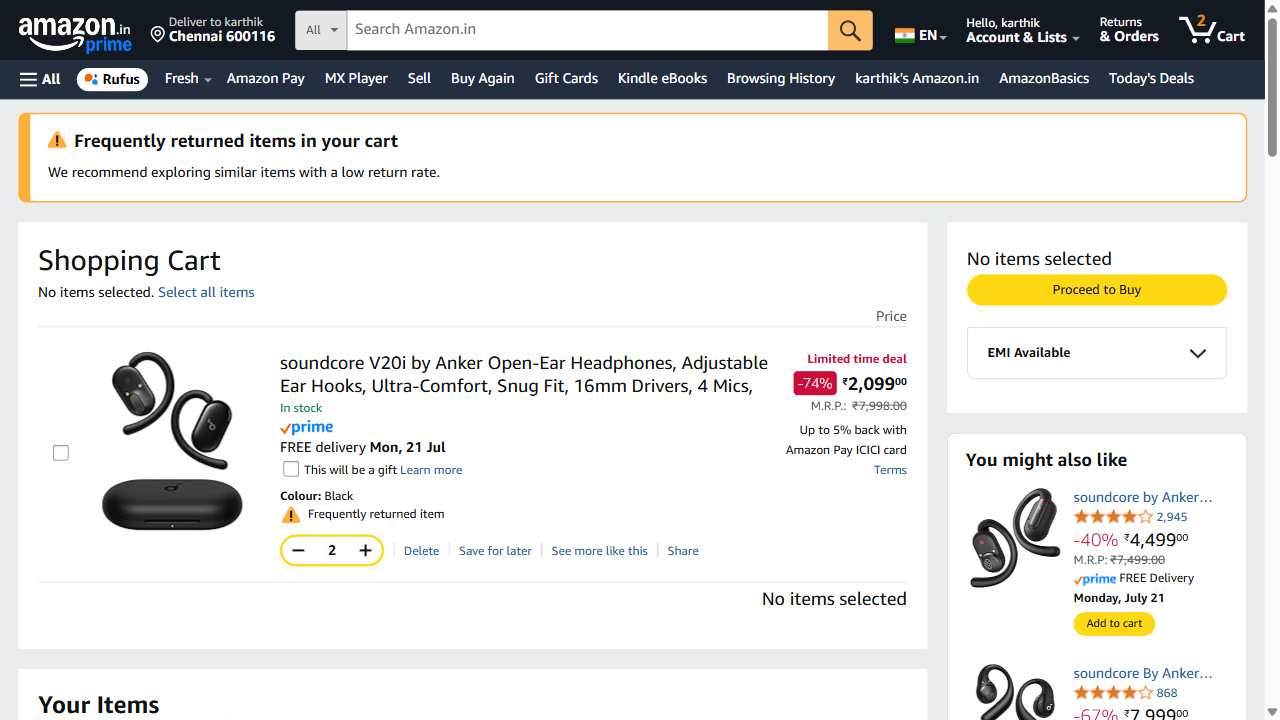 amazon.in
prime
Deliver to karthik
Chennai 600116
All
Search Amazon.in
EN
Hello, karthik
Account & Lists
Returns
& Orders
2
Cart
All
Rufus
Fresh
Amazon Pay
MX Player
Sell
Buy Again
Gift Cards
Kindle eBooks
Browsing History
karthik's Amazon.in
AmazonBasics
Today's Deals
Frequently returned items in your cart
We recommend exploring similar items with a low return rate.
Shopping Cart
No items selected. Select all items
Price
soundcore V20i by Anker Open-Ear Headphones, Adjustable
Ear Hooks, Ultra-Comfort, Snug Fit, 16mm Drivers, 4 Mics,
In stock
prime
FREE delivery Mon, 21 Jul
This will be a gift Learn more
Colour: Black
Frequently returned item
2
Delete
Save for later
See more like this
Share
Limited time deal
-74% ₹2,09900
M.R.P.: ₹7,998.00
Up to 5% back with
Amazon Pay ICICI card
Terms
No items selected
Your Items
No items selected
Proceed to Buy
EMI Available
You might also like
soundcore by Anker…
2,945
-40% ₹4,49900
M.R.P: ₹7,499.00
prime FREE Delivery
Monday, July 21
Add to cart
soundcore By Anker…
868
-67% ₹7,99900